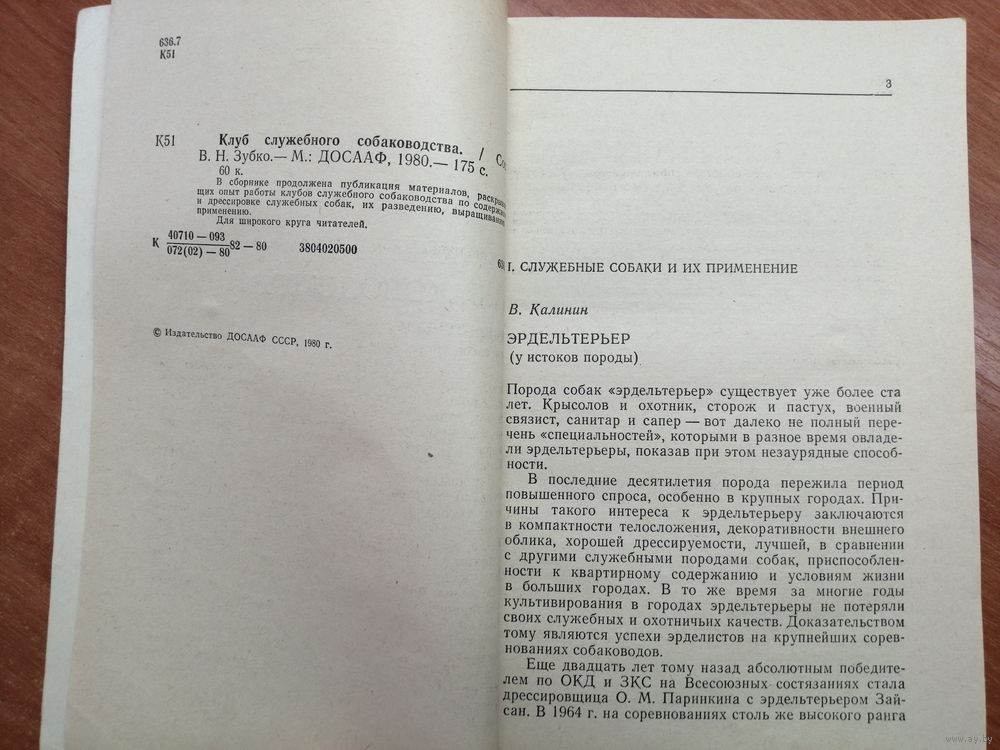 636.7
К51
К51 Клуб служебного собаководства. /
В. Н. Зубко.— М.: ДОСААФ, 1980.— 175 с.
60 к.
В сборнике продолжена публикация материалов,
щих опыт работы клубов служебного собаководства по
и дрессировке служебных собак, их разведению,
применению.
Для широкого круга читателей.
К 40710 — 093
072(02) — 80 82 — 80 3804020500
© Издательство ДОСААФ СССР, 1980 г.
3
I. СЛУЖЕБНЫЕ СОБАКИ И ИХ ПРИМЕНЕНИЕ
В. Калинин
ЭРДЕЛЬТЕРЬЕР
(у истоков породы)
Порода собак «эрдельтерьер» существует уже более ста
лет. Крысолов и охотник, сторож и пастух, военный
связист, санитар и сапер — вот далеко не полный пере-
чень «специальностей», которыми в разное время овладе-
ли эрдельтерьеры, показав при этом незаурядные способ-
ности.
В последние десятилетия порода пережила период
повышенного спроса, особенно в крупных городах. При-
чины такого интереса к эрдельтерьеру заключаются
в компактности телосложения, декоративности внешнего
облика, хорошей дрессируемости, лучшей, в сравнении
с другими служебными породами собак, приспособлен-
ности к квартирному содержанию и условиям жизни
в больших городах. В то же время за многие годы
культивирования в городах эрдельтерьеры не потеряли
своих служебных и охотничьих качеств. Доказательством
тому являются успехи эрделистов на крупнейших сорев-
нованиях собаководов.
Еще двадцать лет тому назад абсолютным победите-
лем по ОКД и ЗКС на Всесоюзных состязаниях стала
дрессировщица О. М. Паринкина с эрдельтерьером Зай-
сан. В 1964 г. на соревнованиях столь же высокого ранга
www.ay.by